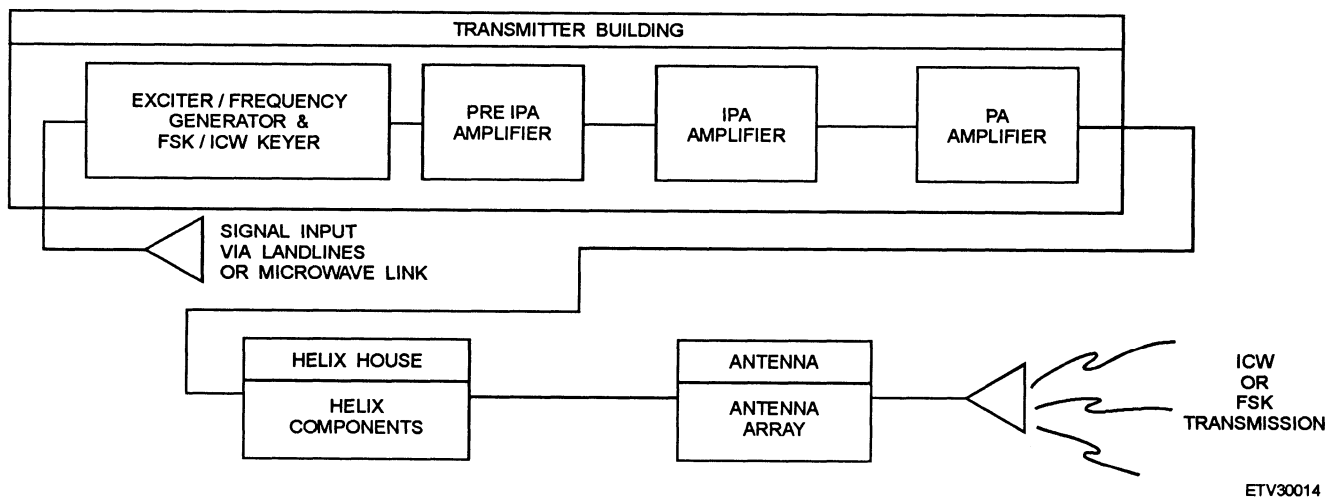 TRANSMITTER BUILDING
EXCITER / FREQUENCY
GENERATOR &
FSK / ICW KEYER
PRE IPA
AMPLIFIER
IPA
AMPLIFIER
PA
AMPLIFIER
SIGNAL INPUT
VIA LANDLINES
OR MICROWAVE LINK
HELIX HOUSE
HELIX
COMPONENTS
ANTENNA
ANTENNA
ARRAY
ICW
OR
FSK
TRANSMISSION
ETV30014